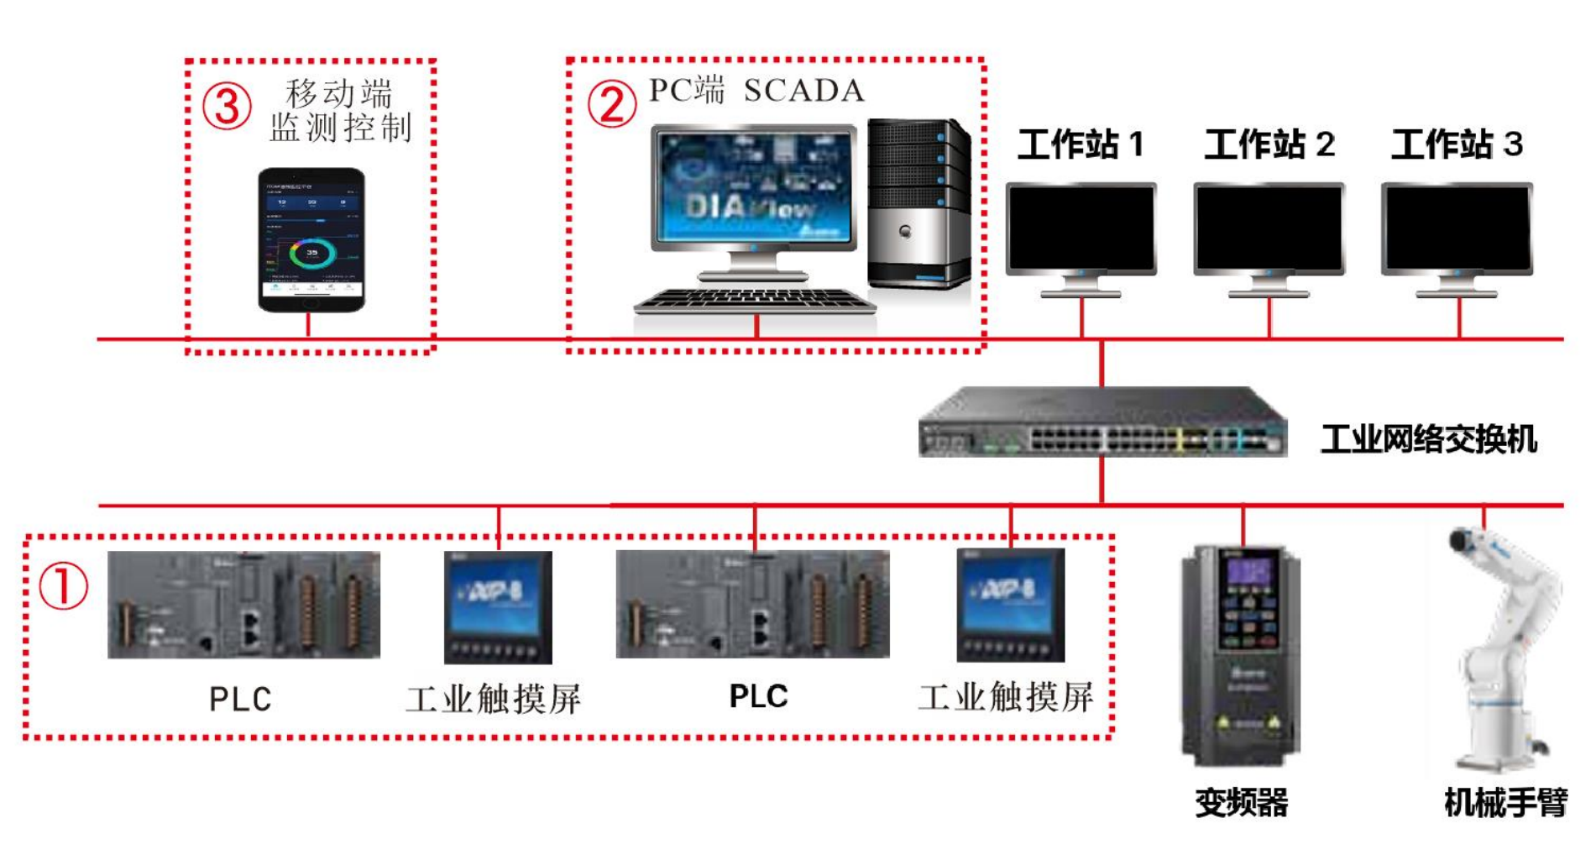 ③
移动端
监测控制
②
PC端 SCADA
DIAView
工作站 1
工作站 2
工作站 3
工业网络交换机
①
PLC
工业触摸屏
PLC
工业触摸屏
变频器
机械手臂